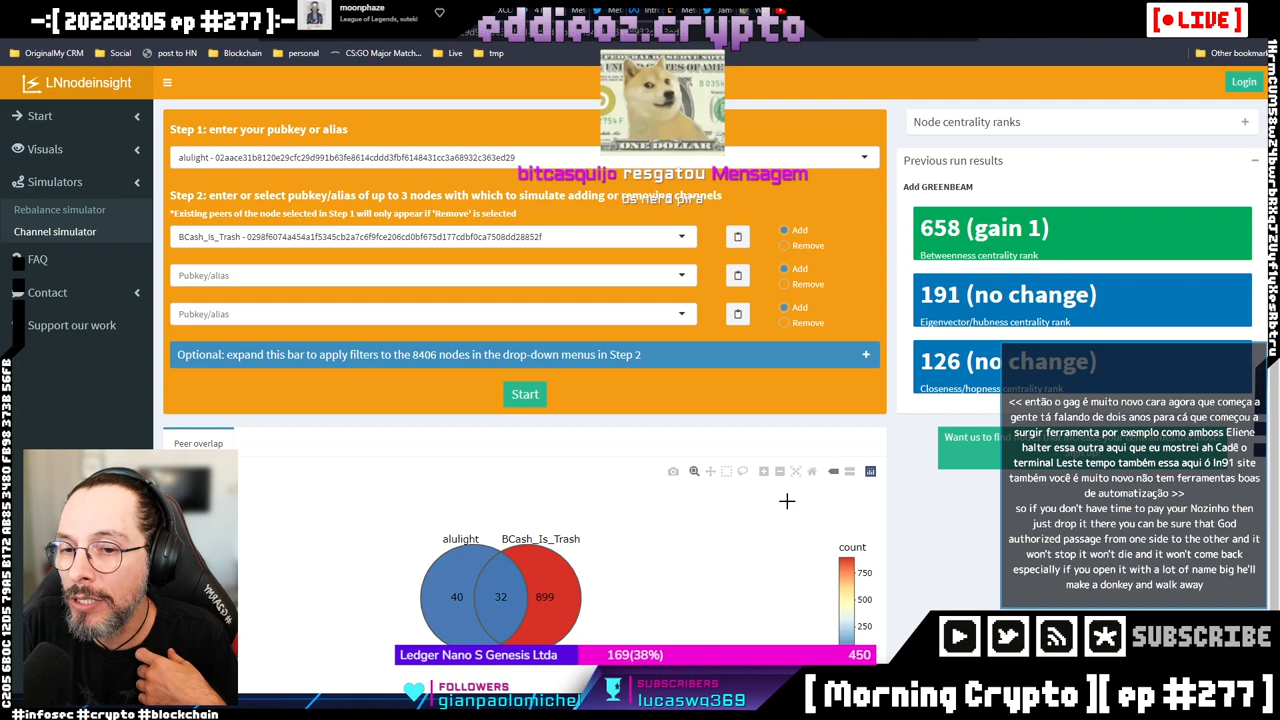 -:[ 20220805 ep #277]:-
moonphaze
League of Legends, suteki
eddieoz.crypto
[ ● LIVE ]
OriginalMy CRM
Social
post to HN
Blockchain
personal
CS:GO Major Match...
Live
tmp
Other bookmar
LNnodeinsight
Login
Start
Visuals
Simulators
Rebalance simulator
Channel simulator
FAQ
Contact
Support our work
Step 1: enter your pubkey or alias
alulight - 02aace31b8120e29cfc29d991b63fe8614cddd3fbf6148431cc3a68932c363ed29
ONE DOLLAR
bitcasquijo resgatou Mensagem
os nerd pira
Step 2: enter or select pubkey/alias of up to 3 nodes with which to simulate adding or removing channels
*Existing peers of the node selected in Step 1 will only appear if 'Remove' is selected
BCash_Is_Trash - 0298f6074a454a1f5345cb2a7c6f9fce206cd0bf675d177cdbf0ca7508dd28852f
Add
Remove
Pubkey/alias
Add
Remove
Pubkey/alias
Add
Remove
Optional: expand this bar to apply filters to the 8406 nodes in the drop-down menus in Step 2
Start
Node centrality ranks
Previous run results
Add GREENBEAM
658 (gain 1)
Betweenness centrality rank
191 (no change)
Eigenvector/hubness centrality rank
126 (no change)
Closeness/hopness centrality rank
<< então o gag é muito novo cara agora que começa a
gente tá falando de dois anos para cá que começou a
surgir ferramenta por exemplo como amboss Eliene
halter essa outra aqui que eu mostrei ah Cadê o
terminal Leste tempo também essa aqui ó ln91 site
também você é muito novo não tem ferramentas boas
de automatização >>
so if you don't have time to pay your Nozinho then
just drop it there you can be sure that God
authorized passage from one side to the other and it
won't stop it won't die and it won't come back
especially if you open it with a lot of name big he'll
make a donkey and walk away
Peer overlap
alulight
BCash_Is_Trash
40
32
899
count
750
500
250
Ledger Nano S Genesis Ltda
169(38%)
450
FOLLOWERS
gianpaolomichel
SUBSCRIBERS
lucaswq369
SUBSCRIBE
[ Morning Crypto ][ ep #277 ]
#infosec #crypto #blockchain